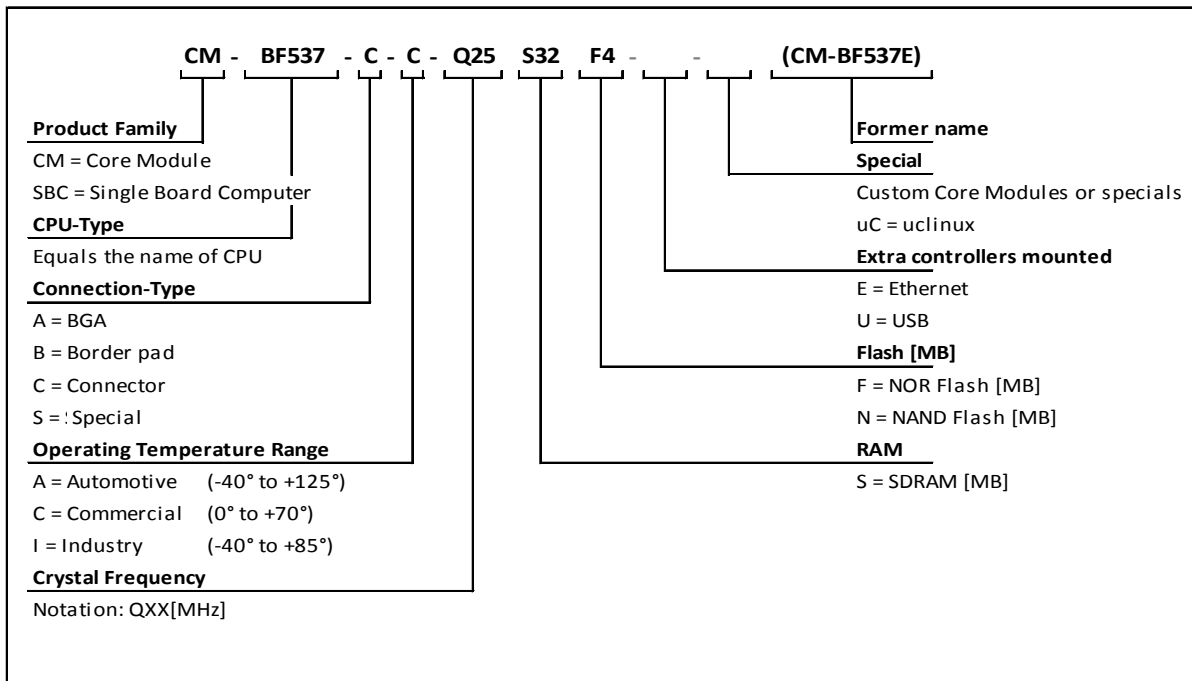 CM - BF537 - C - C - Q25 S32 F4 - - (CM-BF537E)
Product Family
CM = Core Module
SBC = Single Board Computer
CPU-Type
Equals the name of CPU
Connection-Type
A = BGA
B = Border pad
C = Connector
S = Special
Operating Temperature Range
A = Automotive (-40° to +125°)
C = Commercial (0° to +70°)
I = Industry (-40° to +85°)
Crystal Frequency
Notation: QXX[MHz]
Former name
Special
Custom Core Modules or specials
uC = uclinux
Extra controllers mounted
E = Ethernet
U = USB
Flash [MB]
F = NOR Flash [MB]
N = NAND Flash [MB]
RAM
S = SDRAM [MB]